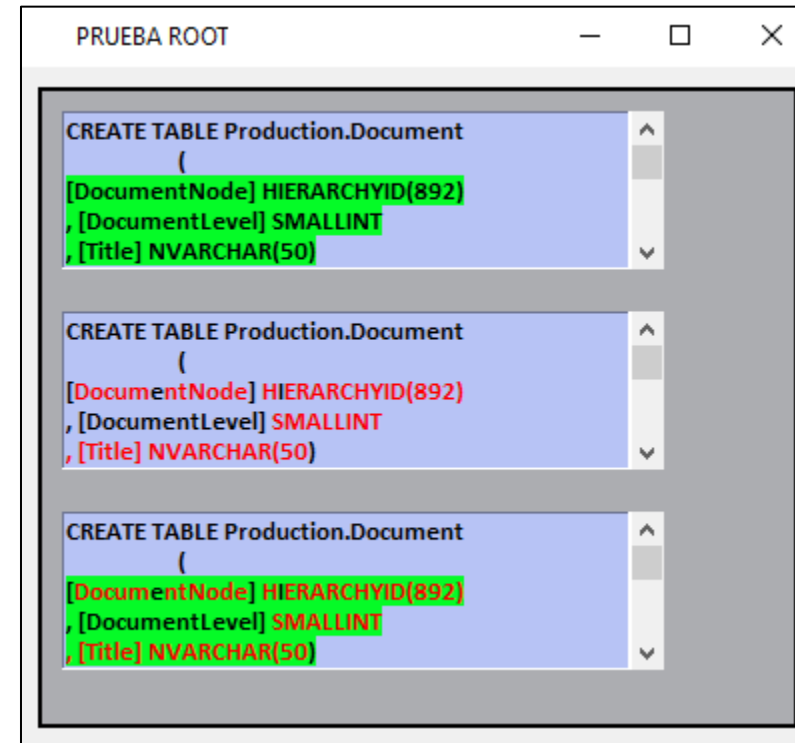 PRUEBA ROOT
CREATE TABLE Production.Document
(
[DocumentNode] HIERARCHYID(892)
, [DocumentLevel] SMALLINT
, [Title] NVARCHAR(50)
CREATE TABLE Production.Document
(
[DocumentNode] HIERARCHYID(892)
, [DocumentLevel] SMALLINT
, [Title] NVARCHAR(50)
CREATE TABLE Production.Document
(
[DocumentNode] HIERARCHYID(892)
, [DocumentLevel] SMALLINT
, [Title] NVARCHAR(50)